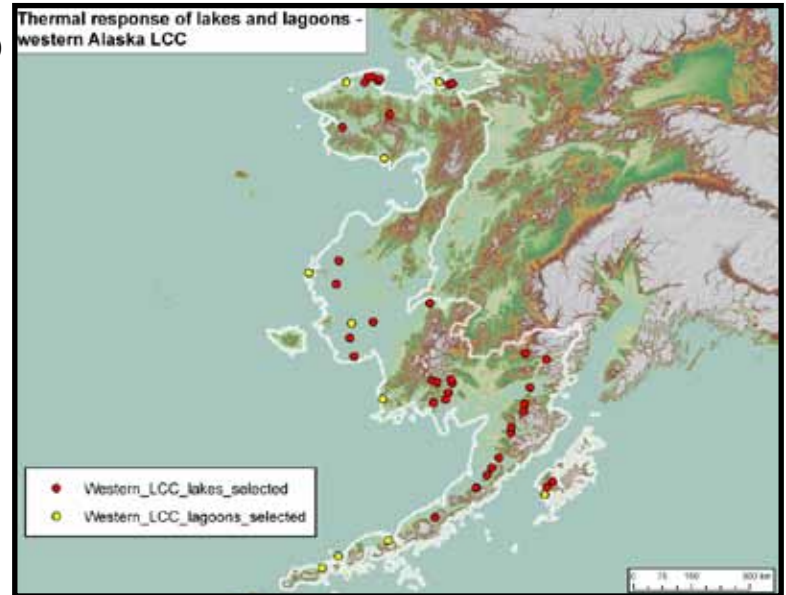 Thermal response of lakes and lagoons -
western Alaska LCC
Western_LCC_lakes_selected
Western_LCC_lagoons_selected
0 75 150 300 km